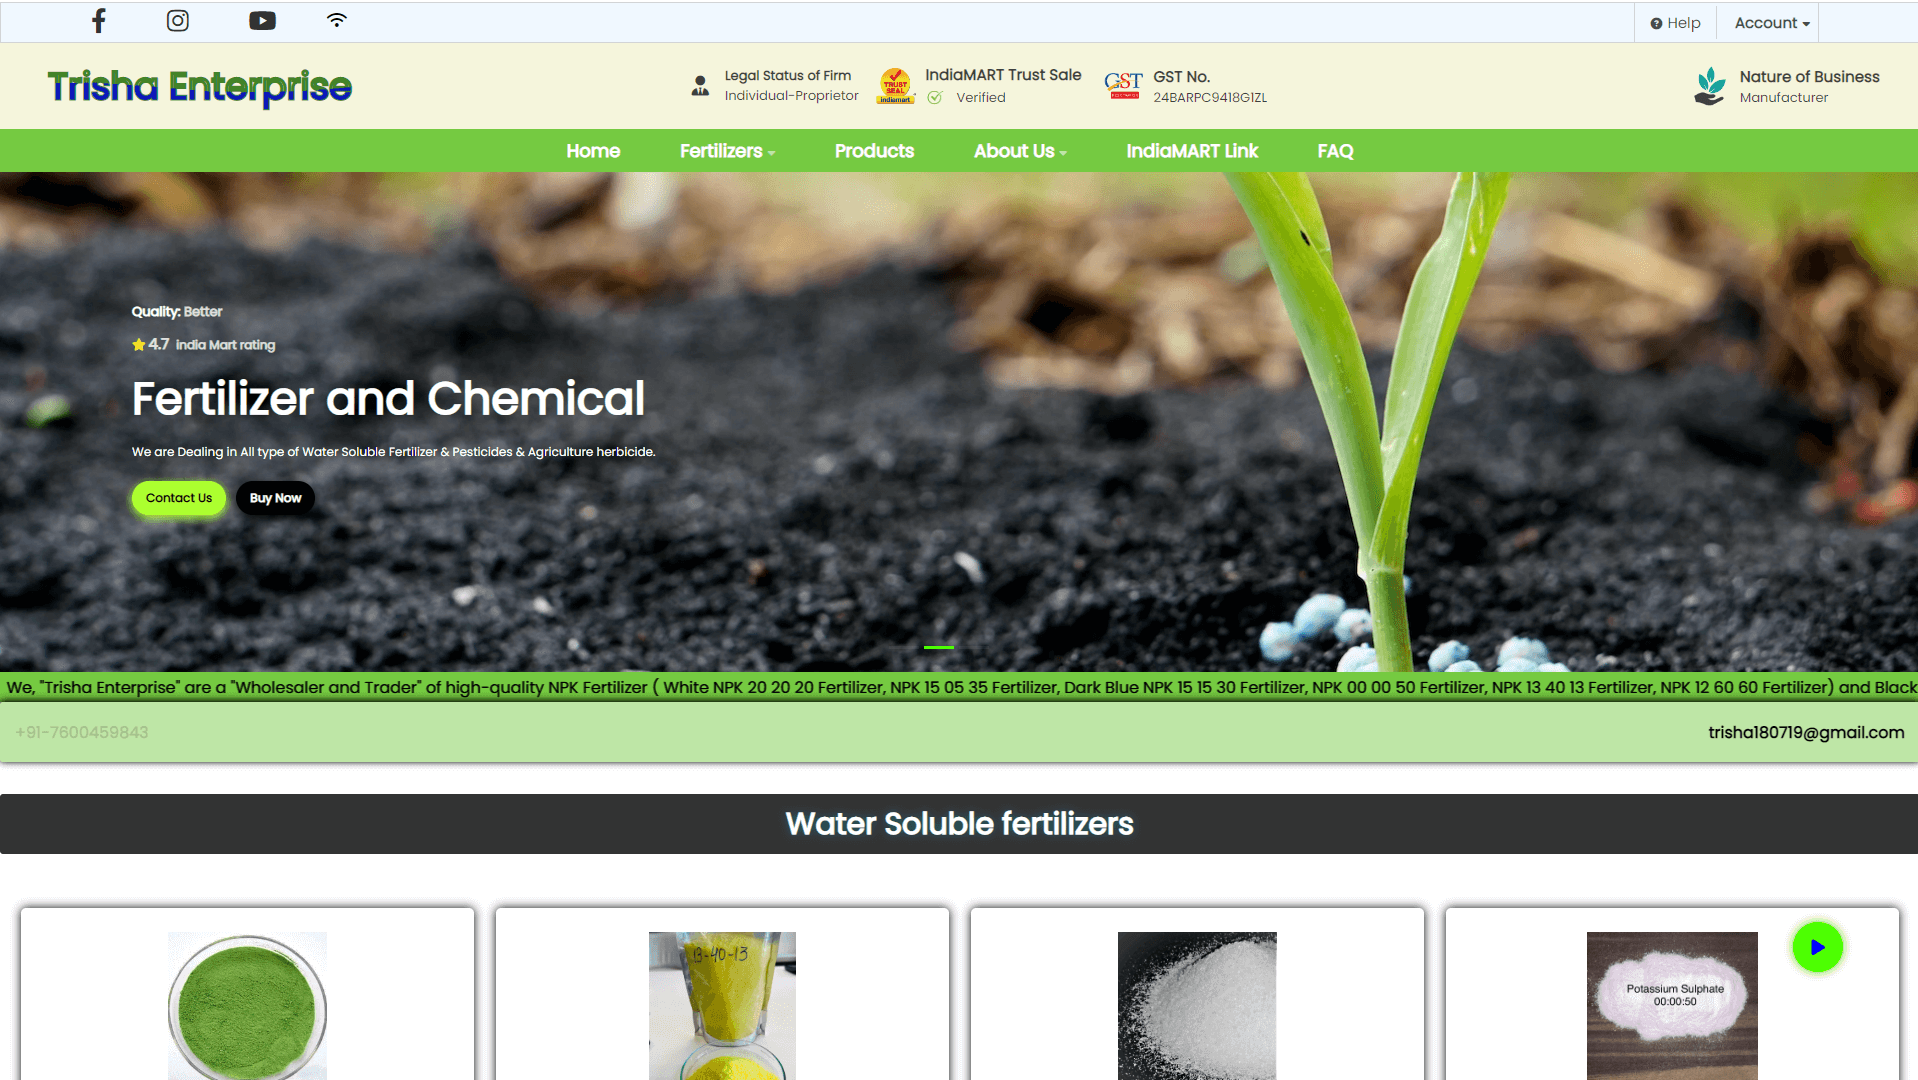 Help
Account
Trisha Enterprise
Legal Status of Firm
Individual-Proprietor
TRUST
SEAL
indiamart
IndiaMART Trust Sale
Verified
GST
GST No.
24BARPC9418G1ZL
Nature of Business
Manufacturer
Home
Fertilizers
Products
About Us
IndiaMART Link
FAQ
Quality: Better
4.7 india Mart rating
Fertilizer and Chemical
We are Dealing in All type of Water Soluble Fertilizer & Pesticides & Agriculture herbicide.
Contact Us
Buy Now
We, "Trisha Enterprise" are a "Wholesaler and Trader" of high-quality NPK Fertilizer ( White NPK 20 20 20 Fertilizer, NPK 15 05 35 Fertilizer, Dark Blue NPK 15 15 30 Fertilizer, NPK 00 00 50 Fertilizer, NPK 13 40 13 Fertilizer, NPK 12 60 60 Fertilizer) and Black
+91-7600459843
trisha180719@gmail.com
Water Soluble fertilizers
13-40-13
Potassium Sulphate
00:00:50